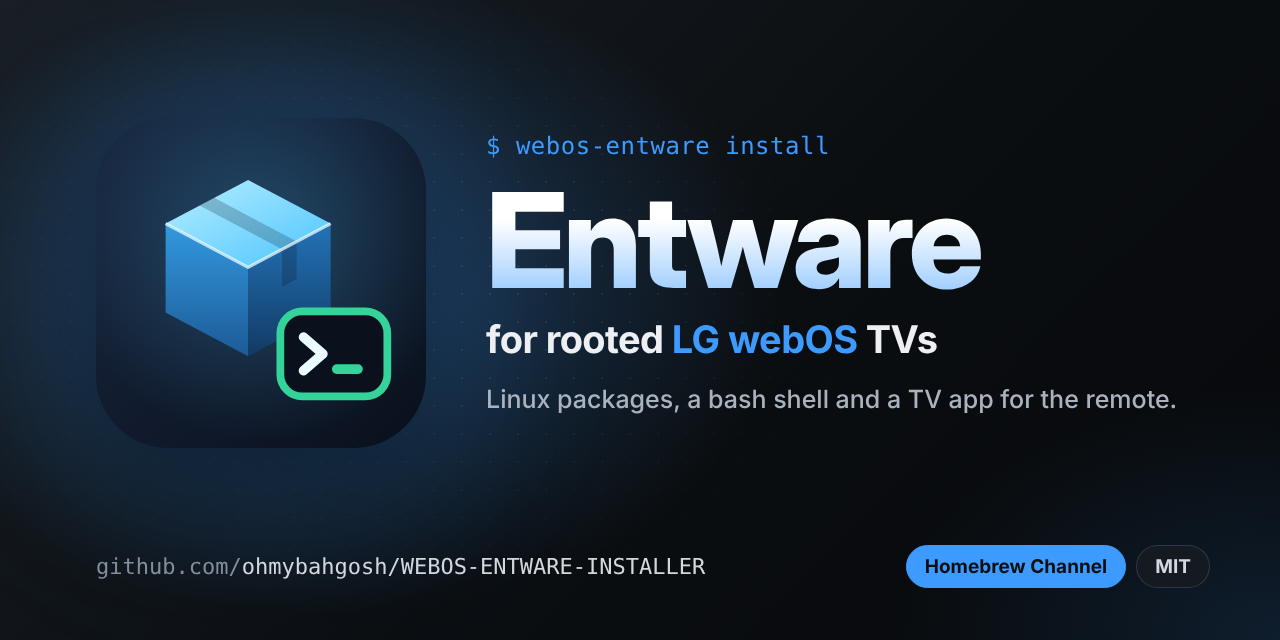 $ webos-entware install
Entware
for rooted LG webOS TVs
Linux packages, a bash shell and a TV app for the remote.
github.com/ohmybahgosh/WEBOS-ENTWARE-INSTALLER
Homebrew Channel
MIT